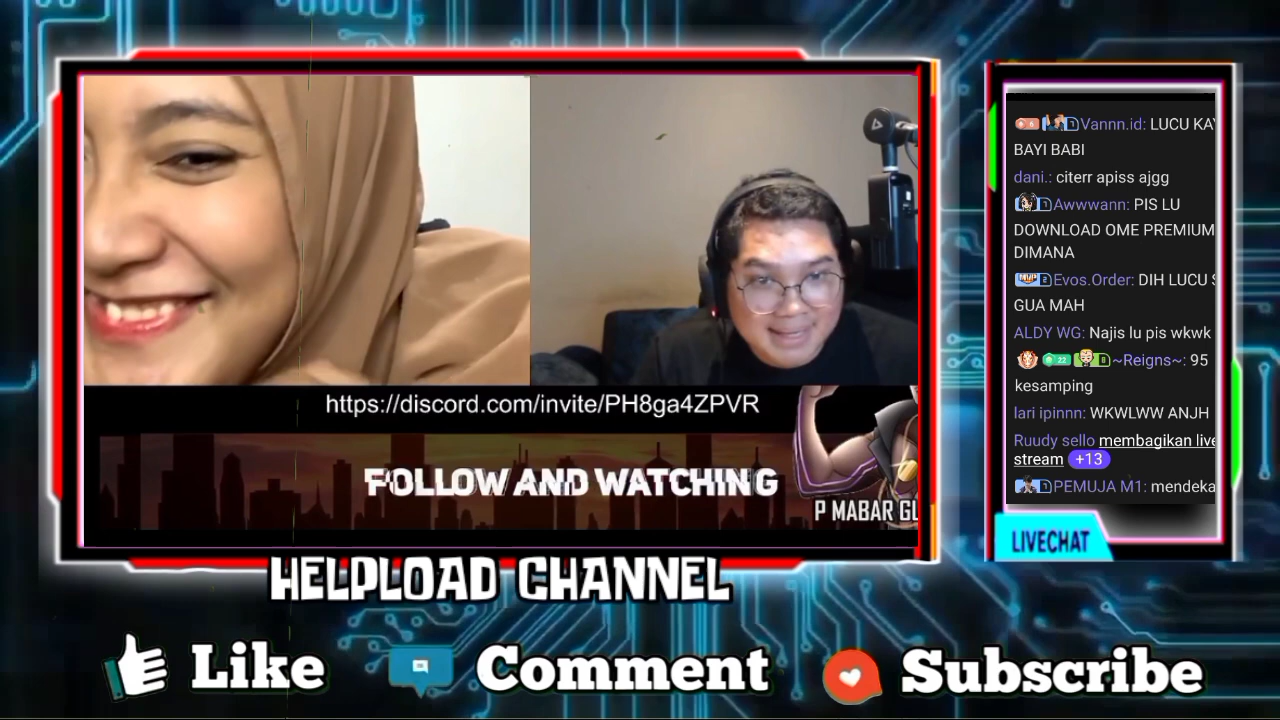 Vannn.id: LUCU KAY
BAYI BABI
dani.: citerr apiss ajgg
Awwwann: PIS LU
DOWNLOAD OME PREMIUM
DIMANA
Evos.Order: DIH LUCU
GUA MAH
ALDY WG: Najis lu pis wkwk
22 ~Reigns~: 95
kesamping
lari ipinnn: WKWLWW ANJH
Ruudy sello membagikan live
stream +13
PEMUJA M1: mendeka
LIVECHAT
https://discord.com/invite/PH8ga4ZPVR
FOLLOW AND WATCHING
P MABAR GL
HELPLOAD CHANNEL
Like Comment Subscribe